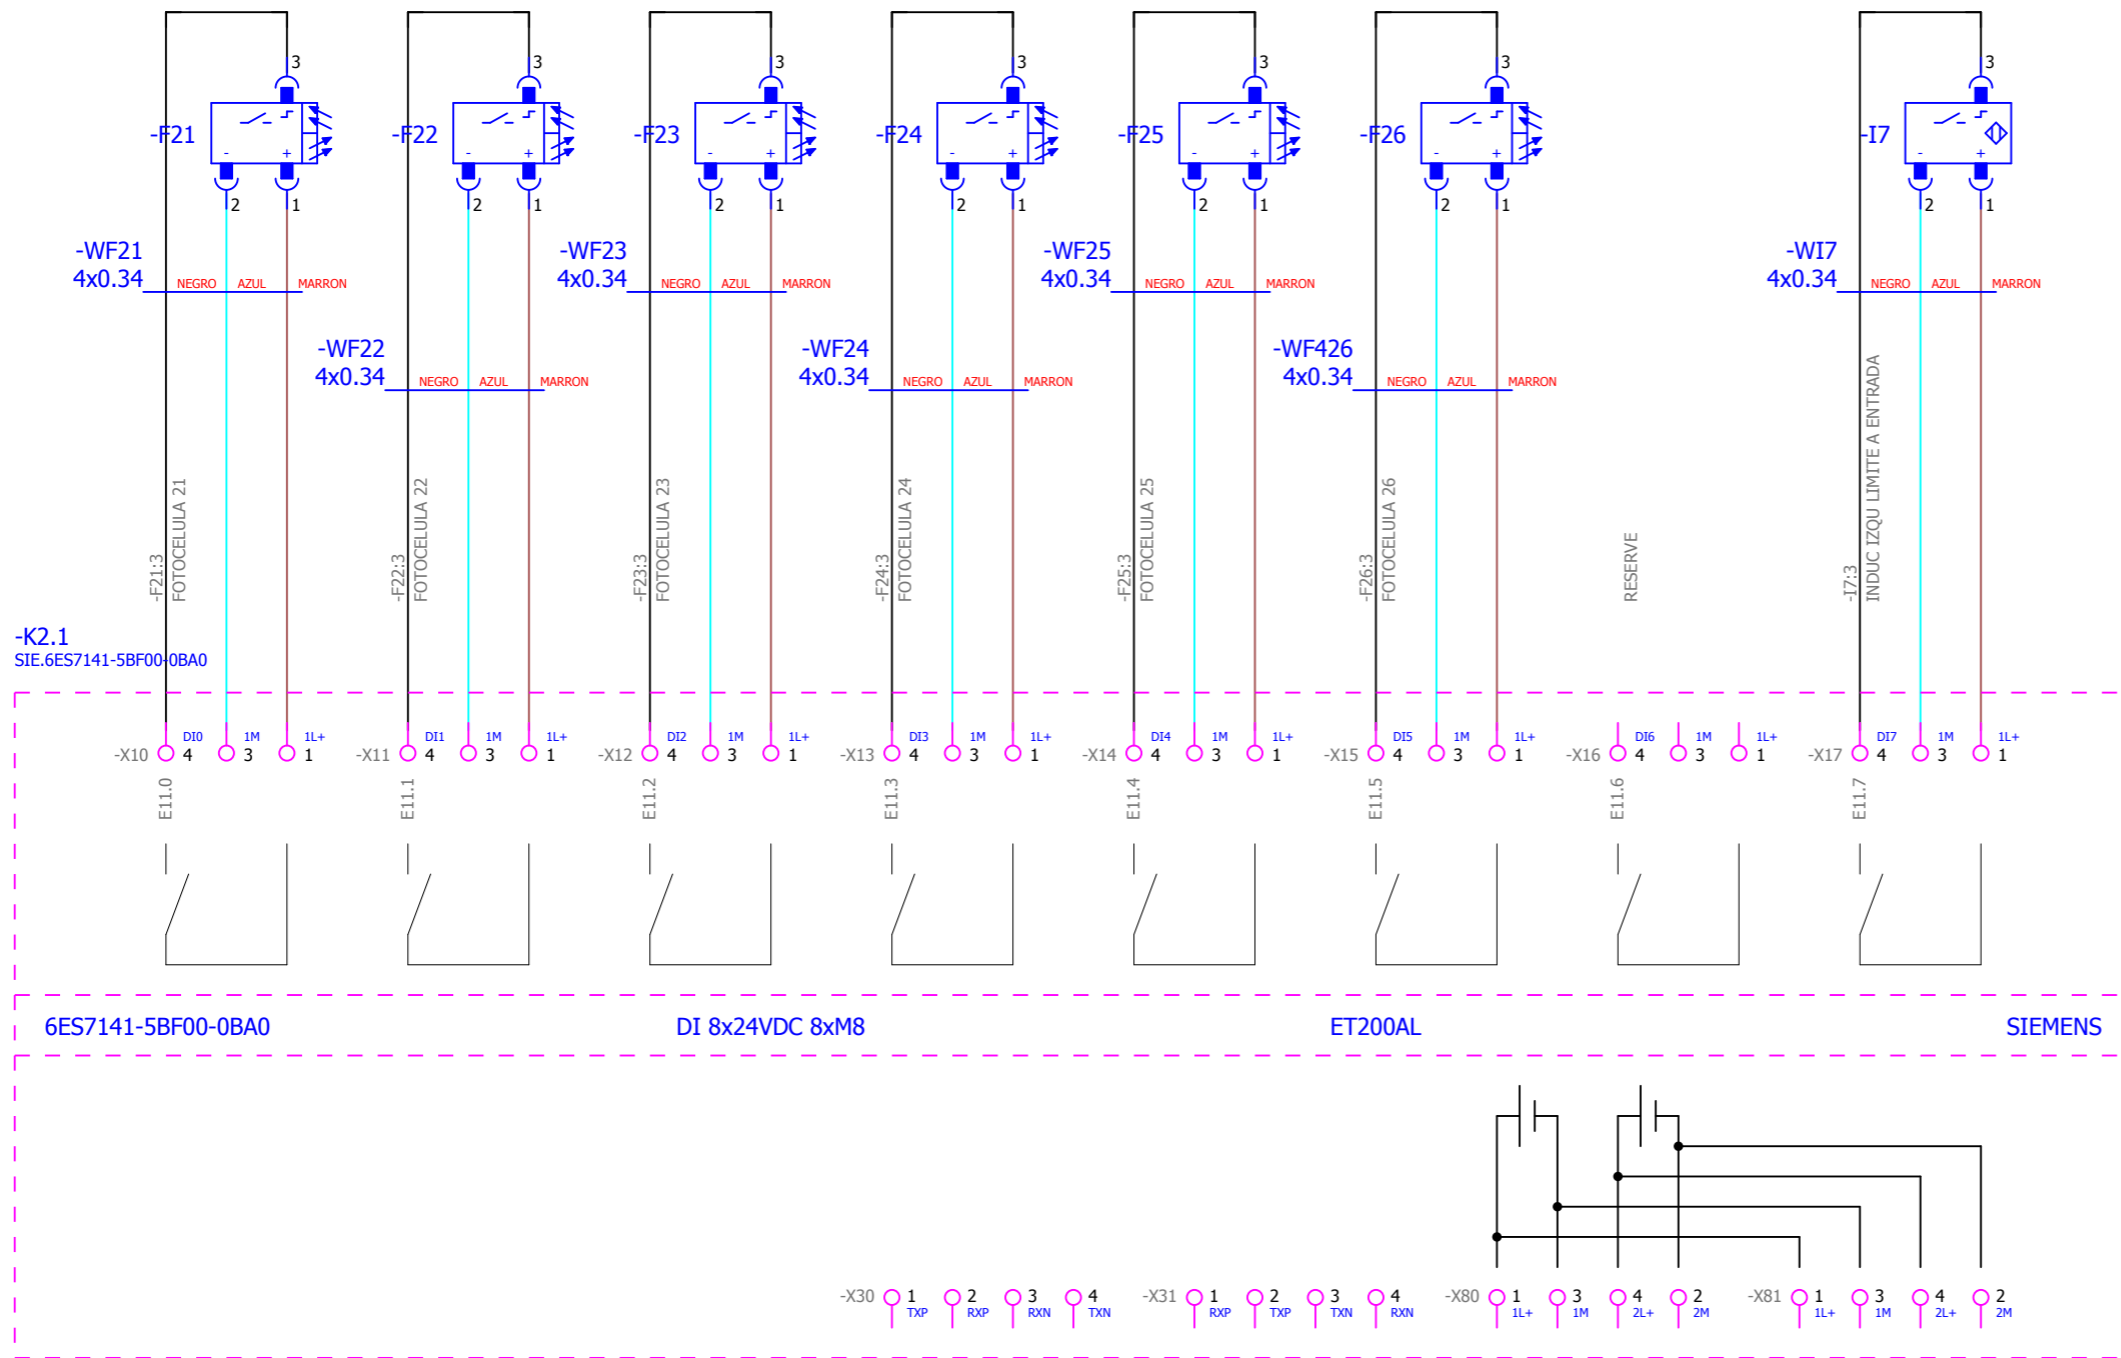 3 3 3 3 3 3 3
-F21 -F22 -F23 -F24 -F25 -F26 -I7
- + - + - + - + - + - + - +
2 1 2 1 2 1 2 1 2 1 2 1 2 1
-WF21 -WF23 -WF25 -WI7
4x0.34 NEGRO AZUL MARRON 4x0.34 NEGRO AZUL MARRON 4x0.34 NEGRO AZUL MARRON 4x0.34 NEGRO AZUL MARRON
-WF22 -WF24 -WF426
4x0.34 NEGRO AZUL MARRON 4x0.34 NEGRO AZUL MARRON 4x0.34 NEGRO AZUL MARRON
-F21:3
FOTOCELULA 21
-F22:3
FOTOCELULA 22
-F23:3
FOTOCELULA 23
-F24:3
FOTOCELULA 24
-F25:3
FOTOCELULA 25
-F26:3
FOTOCELULA 26
RESERVE
-I7:3
INDUC IZQU LIMITE A ENTRADA
-K2.1
SIE.6ES7141-5BF00-0BA0
DI0 1M 1L+ DI1 1M 1L+ DI2 1M 1L+ DI3 1M 1L+ DI4 1M 1L+ DI5 1M 1L+ DI6 1M 1L+ DI7 1M 1L+
-X10 4 3 1 -X11 4 3 1 -X12 4 3 1 -X13 4 3 1 -X14 4 3 1 -X15 4 3 1 -X16 4 3 1 -X17 4 3 1
E11.0 E11.1 E11.2 E11.3 E11.4 E11.5 E11.6 E11.7
6ES7141-5BF00-0BA0 DI 8x24VDC 8xM8 ET200AL SIEMENS
-X30 1 2 3 4 -X31 1 2 3 4 -X80 1 3 4 2 -X81 1 3 4 2
TXP RXP RXN TXN RXP TXP TXN RXN 1L+ 1M 2L+ 2M 1L+ 1M 2L+ 2M